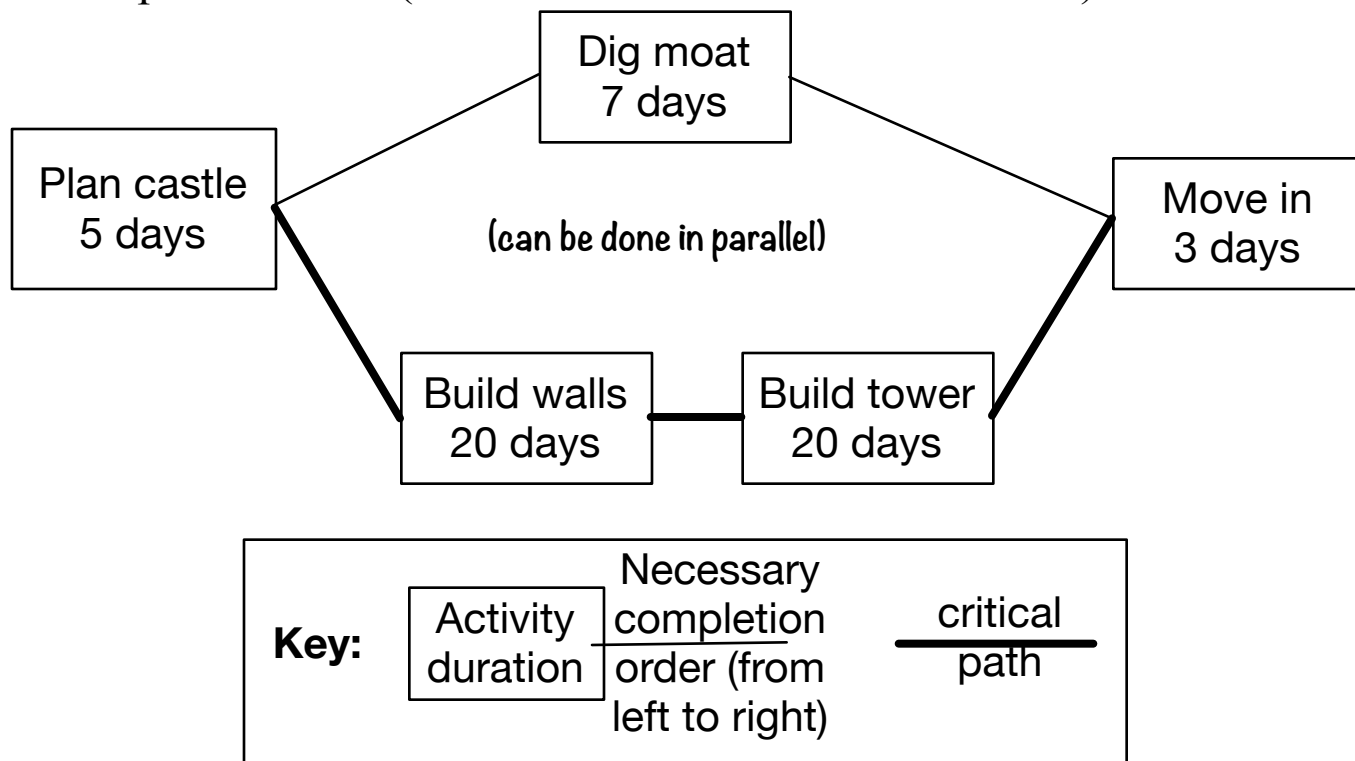 Dig moat
7 days
Plan castle
5 days
Move in
3 days
(can be done in parallel)
Build walls
20 days
Build tower
20 days
Key:
Activity
duration
Necessary
completion
order (from
left to right)
critical
path